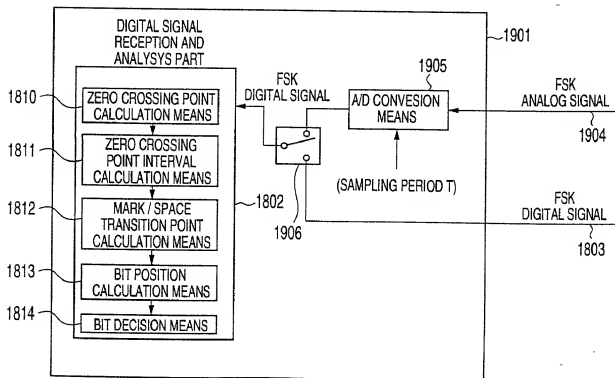 DIGITAL SIGNAL
RECEPTION AND
ANALYSYS PART
1810
ZERO CROSSING POINT
CALCULATION MEANS
1811
ZERO CROSSING
POINT INTERVAL
CALCULATION MEANS
1812
MARK / SPACE
TRANSITION POINT
CALCULATION MEANS
1813
BIT POSITION
CALCULATION MEANS
1814
BIT DECISION MEANS
1802
FSK
DIGITAL SIGNAL
1906
1905
A/D CONVESION
MEANS
(SAMPLING PERIOD T)
1901
FSK
ANALOG SIGNAL
1904
FSK
DIGITAL SIGNAL
1803